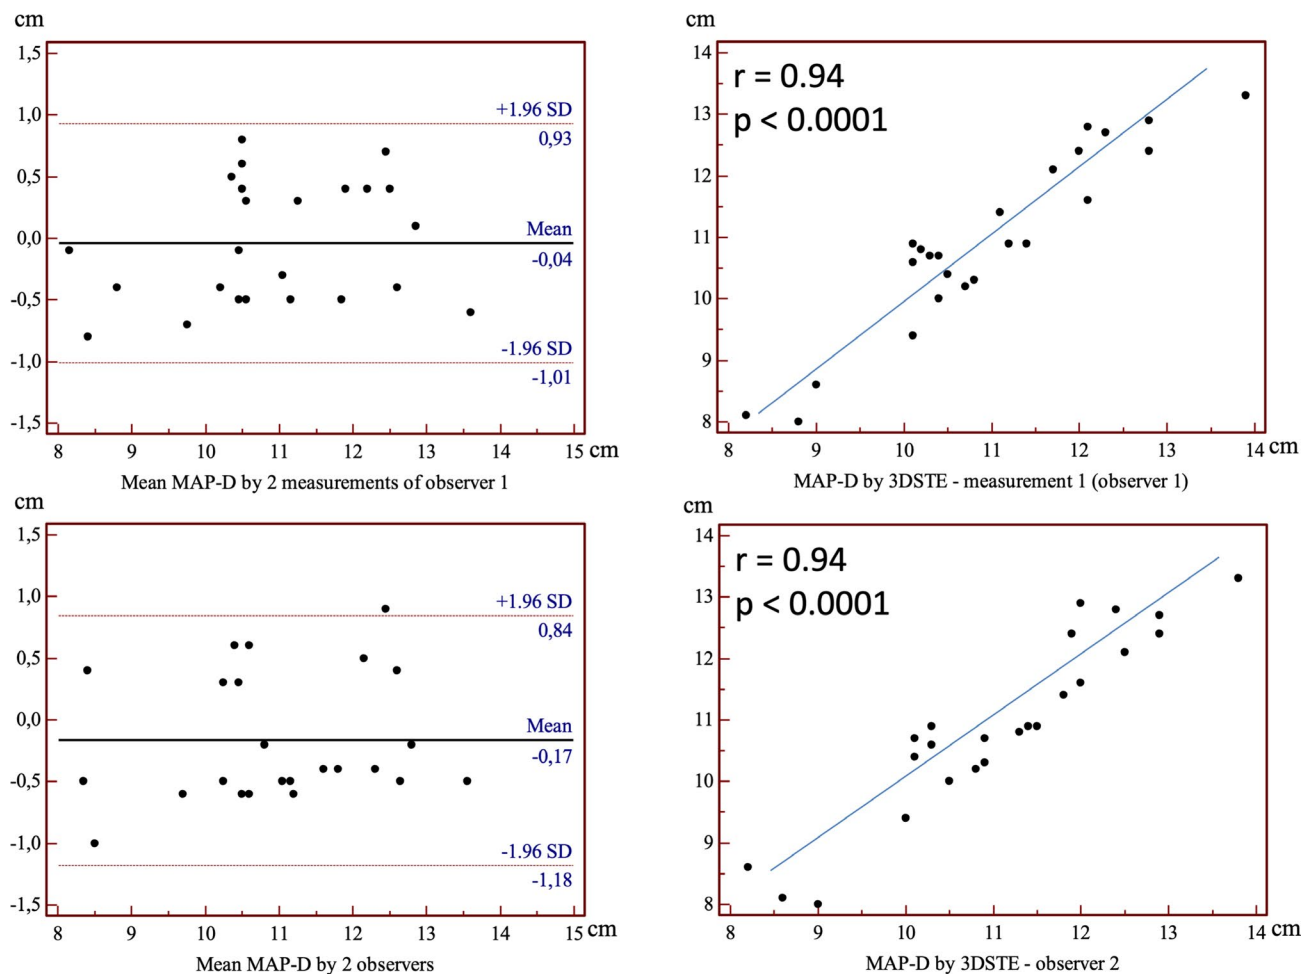 cm
1,5
1,0
0,5
0,0
-0,5
-1,0
-1,5
+1.96 SD
0,93
Mean
-0,04
-1.96 SD
-1,01
8 9 10 11 12 13 14 15 cm
Mean MAP-D by 2 measurements of observer 1
cm
14
13
12
11
10
9
8
r = 0.94
p < 0.0001
8 9 10 11 12 13 14 cm
MAP-D by 3DSTE - measurement 1 (observer 1)
cm
1,5
1,0
0,5
0,0
-0,5
-1,0
-1,5
+1.96 SD
0,84
Mean
-0,17
-1.96 SD
-1,18
8 9 10 11 12 13 14 15 cm
Mean MAP-D by 2 observers
cm
14
13
12
11
10
9
8
r = 0.94
p < 0.0001
8 9 10 11 12 13 14 cm
MAP-D by 3DSTE - observer 2